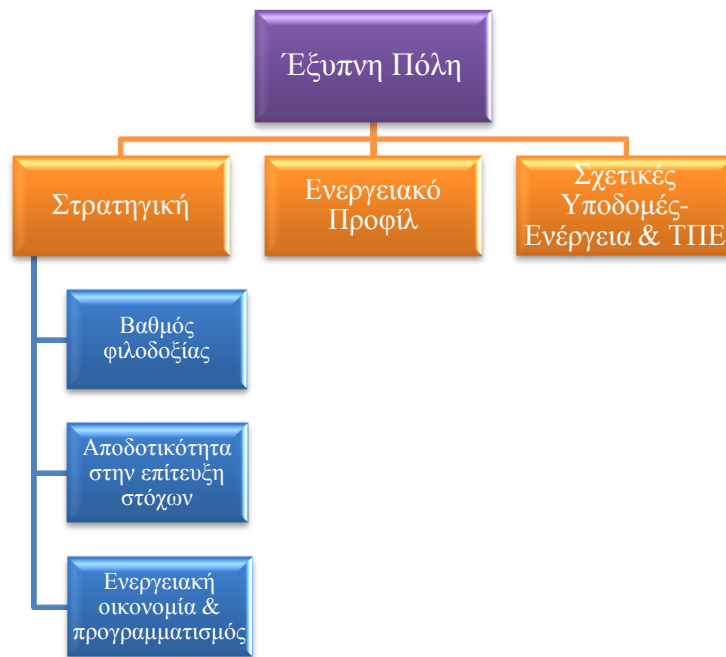 Έξυπνη Πόλη
Στρατηγική
Ενεργειακό
Προφίλ
Σχετικές
Υποδομές-
Ενέργεια & ΤΠΕ
Βαθμός
φιλοδοξίας
Αποδοτικότητα
στην επίτευξη
στόχων
Ενεργειακή
οικονομία &
προγραμματισμός